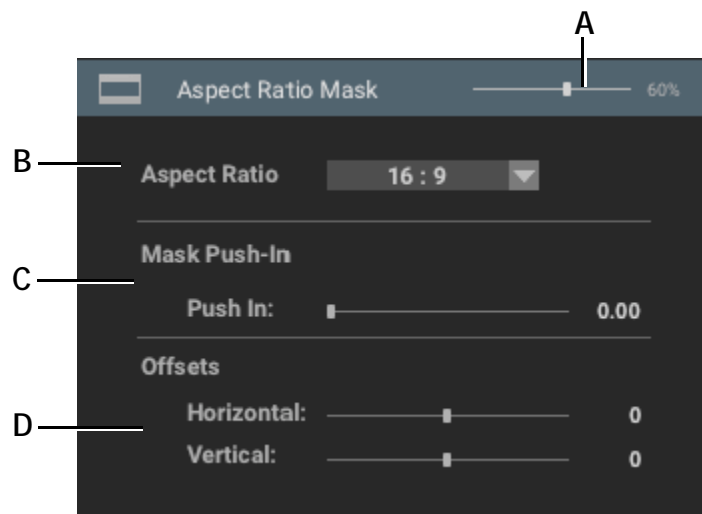 A
Aspect Ratio Mask 60%
B
Aspect Ratio 16 : 9
Mask Push-In
C
Push In: 0.00
Offsets
Horizontal: 0
D
Vertical: 0